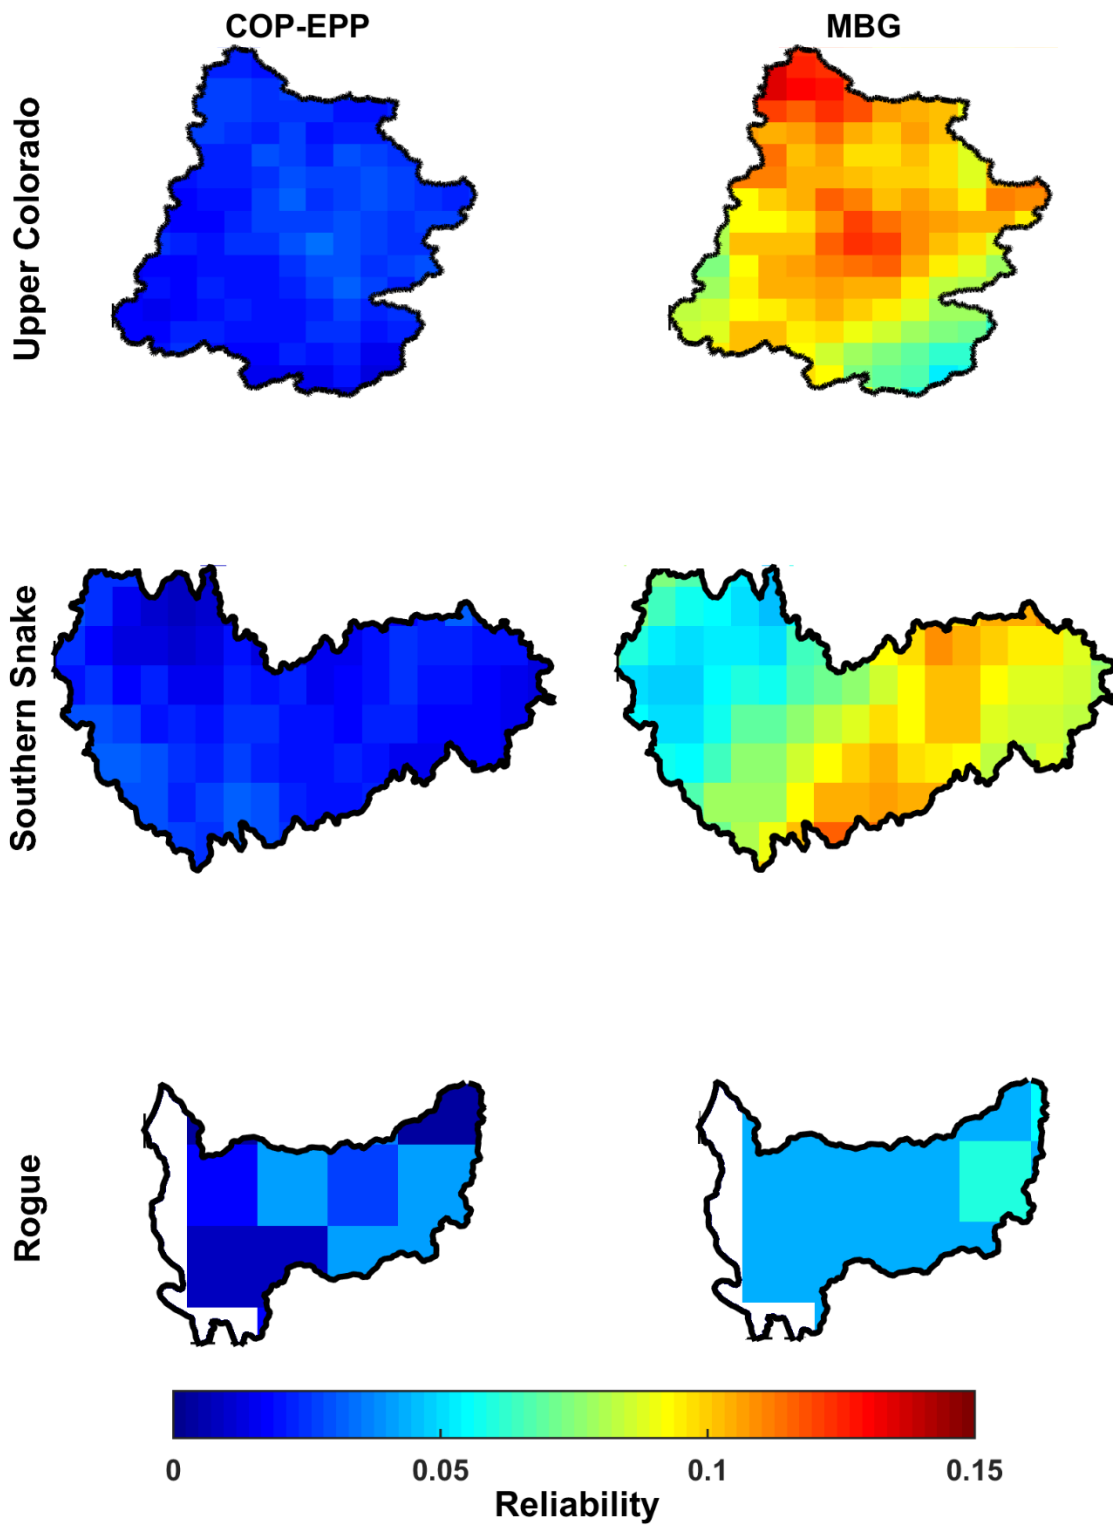 COP-EPP MBG
Upper Colorado
Southern Snake
Rogue
0 0.05 0.1 0.15
Reliability